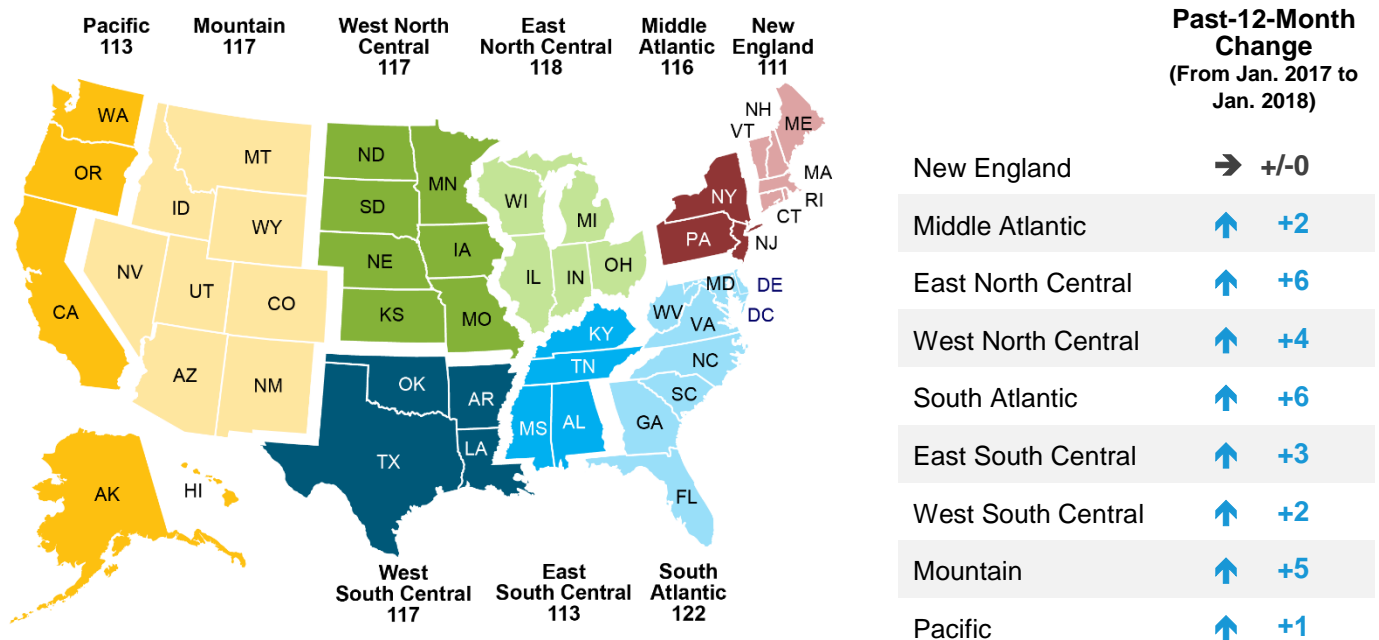 Pacific
113
Mountain
117
West North
Central
117
East
North Central
118
Middle
Atlantic
116
New
England
111
WA
OR
CA
AK
HI
MT
ID
WY
NV
UT
CO
AZ
NM
ND
SD
NE
KS
MN
IA
MO
WI
MI
IL
IN
OH
NY
PA
NJ
NH
VT
ME
MA
RI
CT
OK
AR
TX
LA
KY
TN
MS
AL
MD
DE
DC
WV
VA
NC
SC
GA
FL
West
South Central
117
East
South Central
113
South
Atlantic
122
Past-12-Month
Change
(From Jan. 2017 to
Jan. 2018)
New England +/-0
Middle Atlantic +2
East North Central +6
West North Central +4
South Atlantic +6
East South Central +3
West South Central +2
Mountain +5
Pacific +1